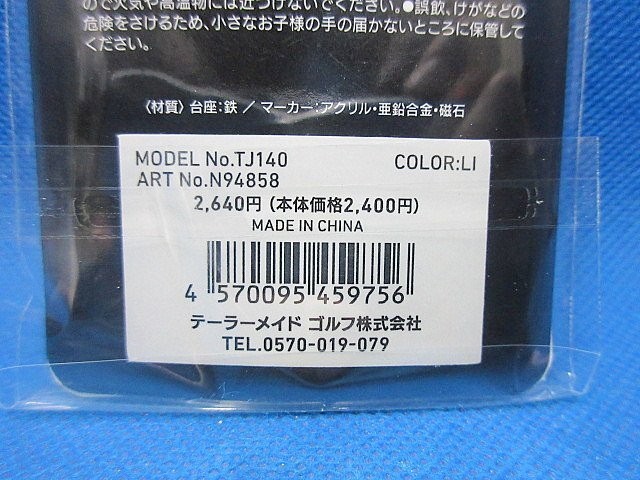 ので火気や高温物には近づけないでください。●誤飲、けがなどの
危険をさけるため、小さなお子様の手の届かないところに保管して
ください。
〈材質〉台座:鉄 / マーカー:アクリル・亜鉛合金・磁石
MODEL No.TJ140 COLOR:LI
ART No.N94858
2,640円 (本体価格2,400円)
MADE IN CHINA
4 570095 459756
テーラーメイド ゴルフ株式会社
TEL.0570-019-079